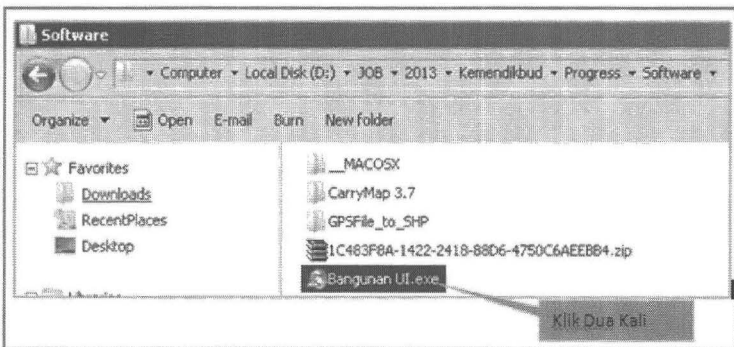 Software
Computer Local Disk (D:) JOB 2013 Kemendikbud Progress Software
Organize Open E-mail Burn New folder
Favorites
Downloads
RecentPlaces
Desktop
__MACOSX
CarryMap 3.7
GPSFile_to_SHP
1C483F8A-1422-2418-88D6-4750C6AEEBB4.zip
Bangunan UI.exe
Klik Dua Kali